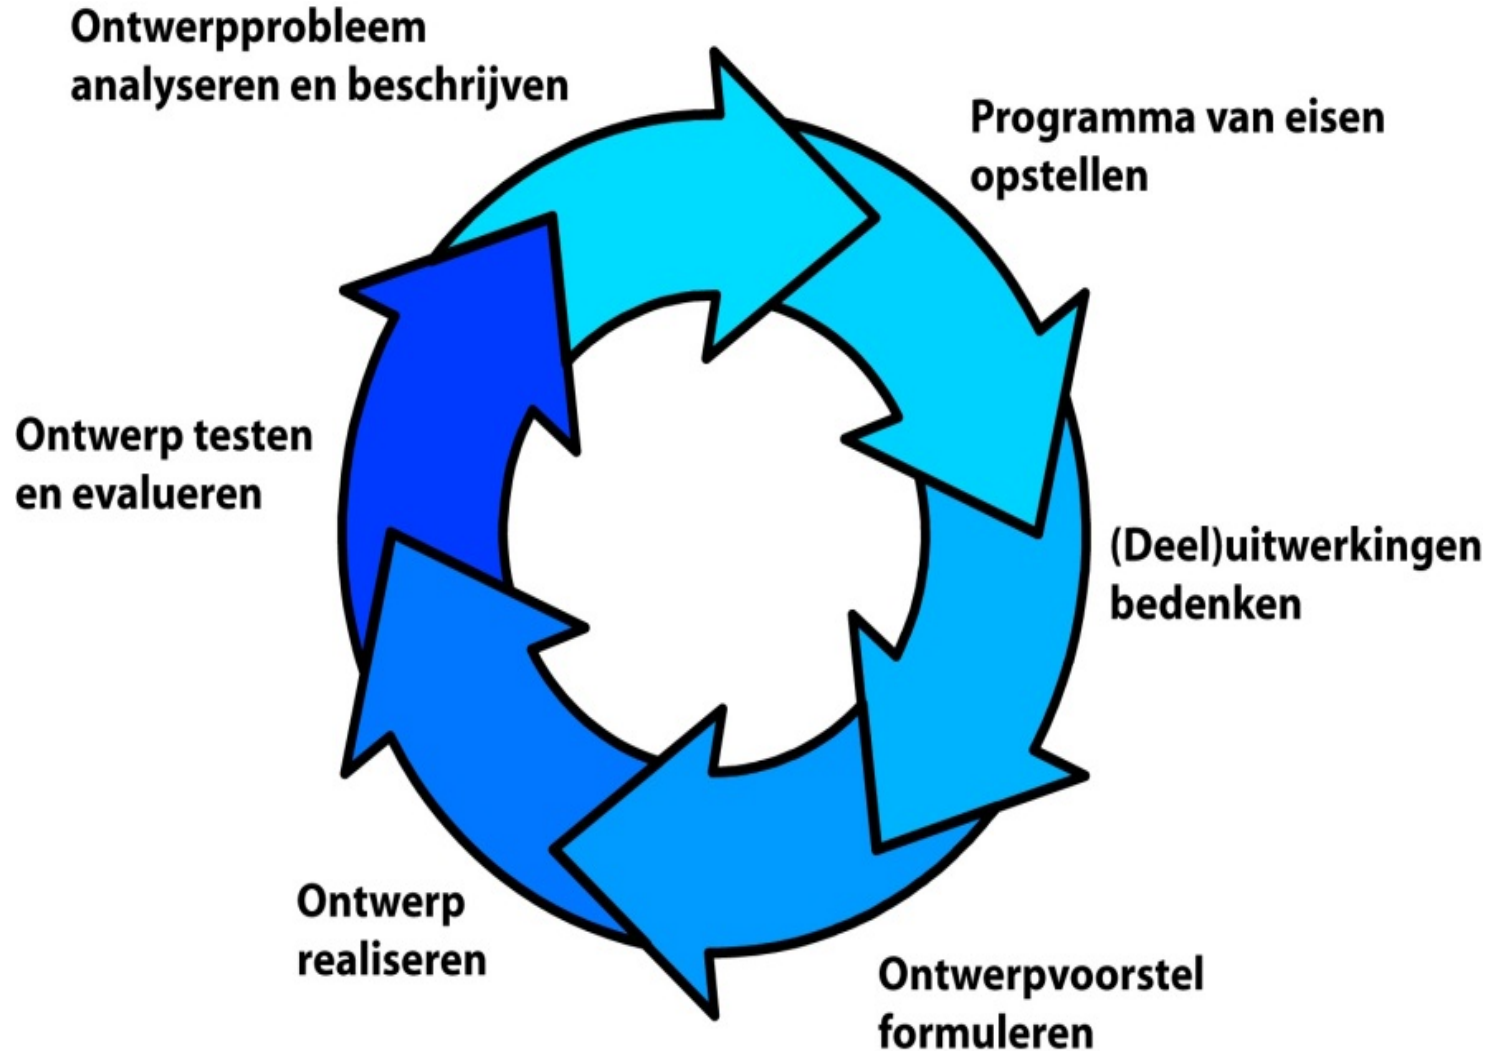 Ontwerpprobleem
analyseren en beschrijven
Programma van eisen
opstellen
(Deel)uitwerkingen
bedenken
Ontwerpvoorstel
formuleren
Ontwerp
realiseren
Ontwerp testen
en evalueren